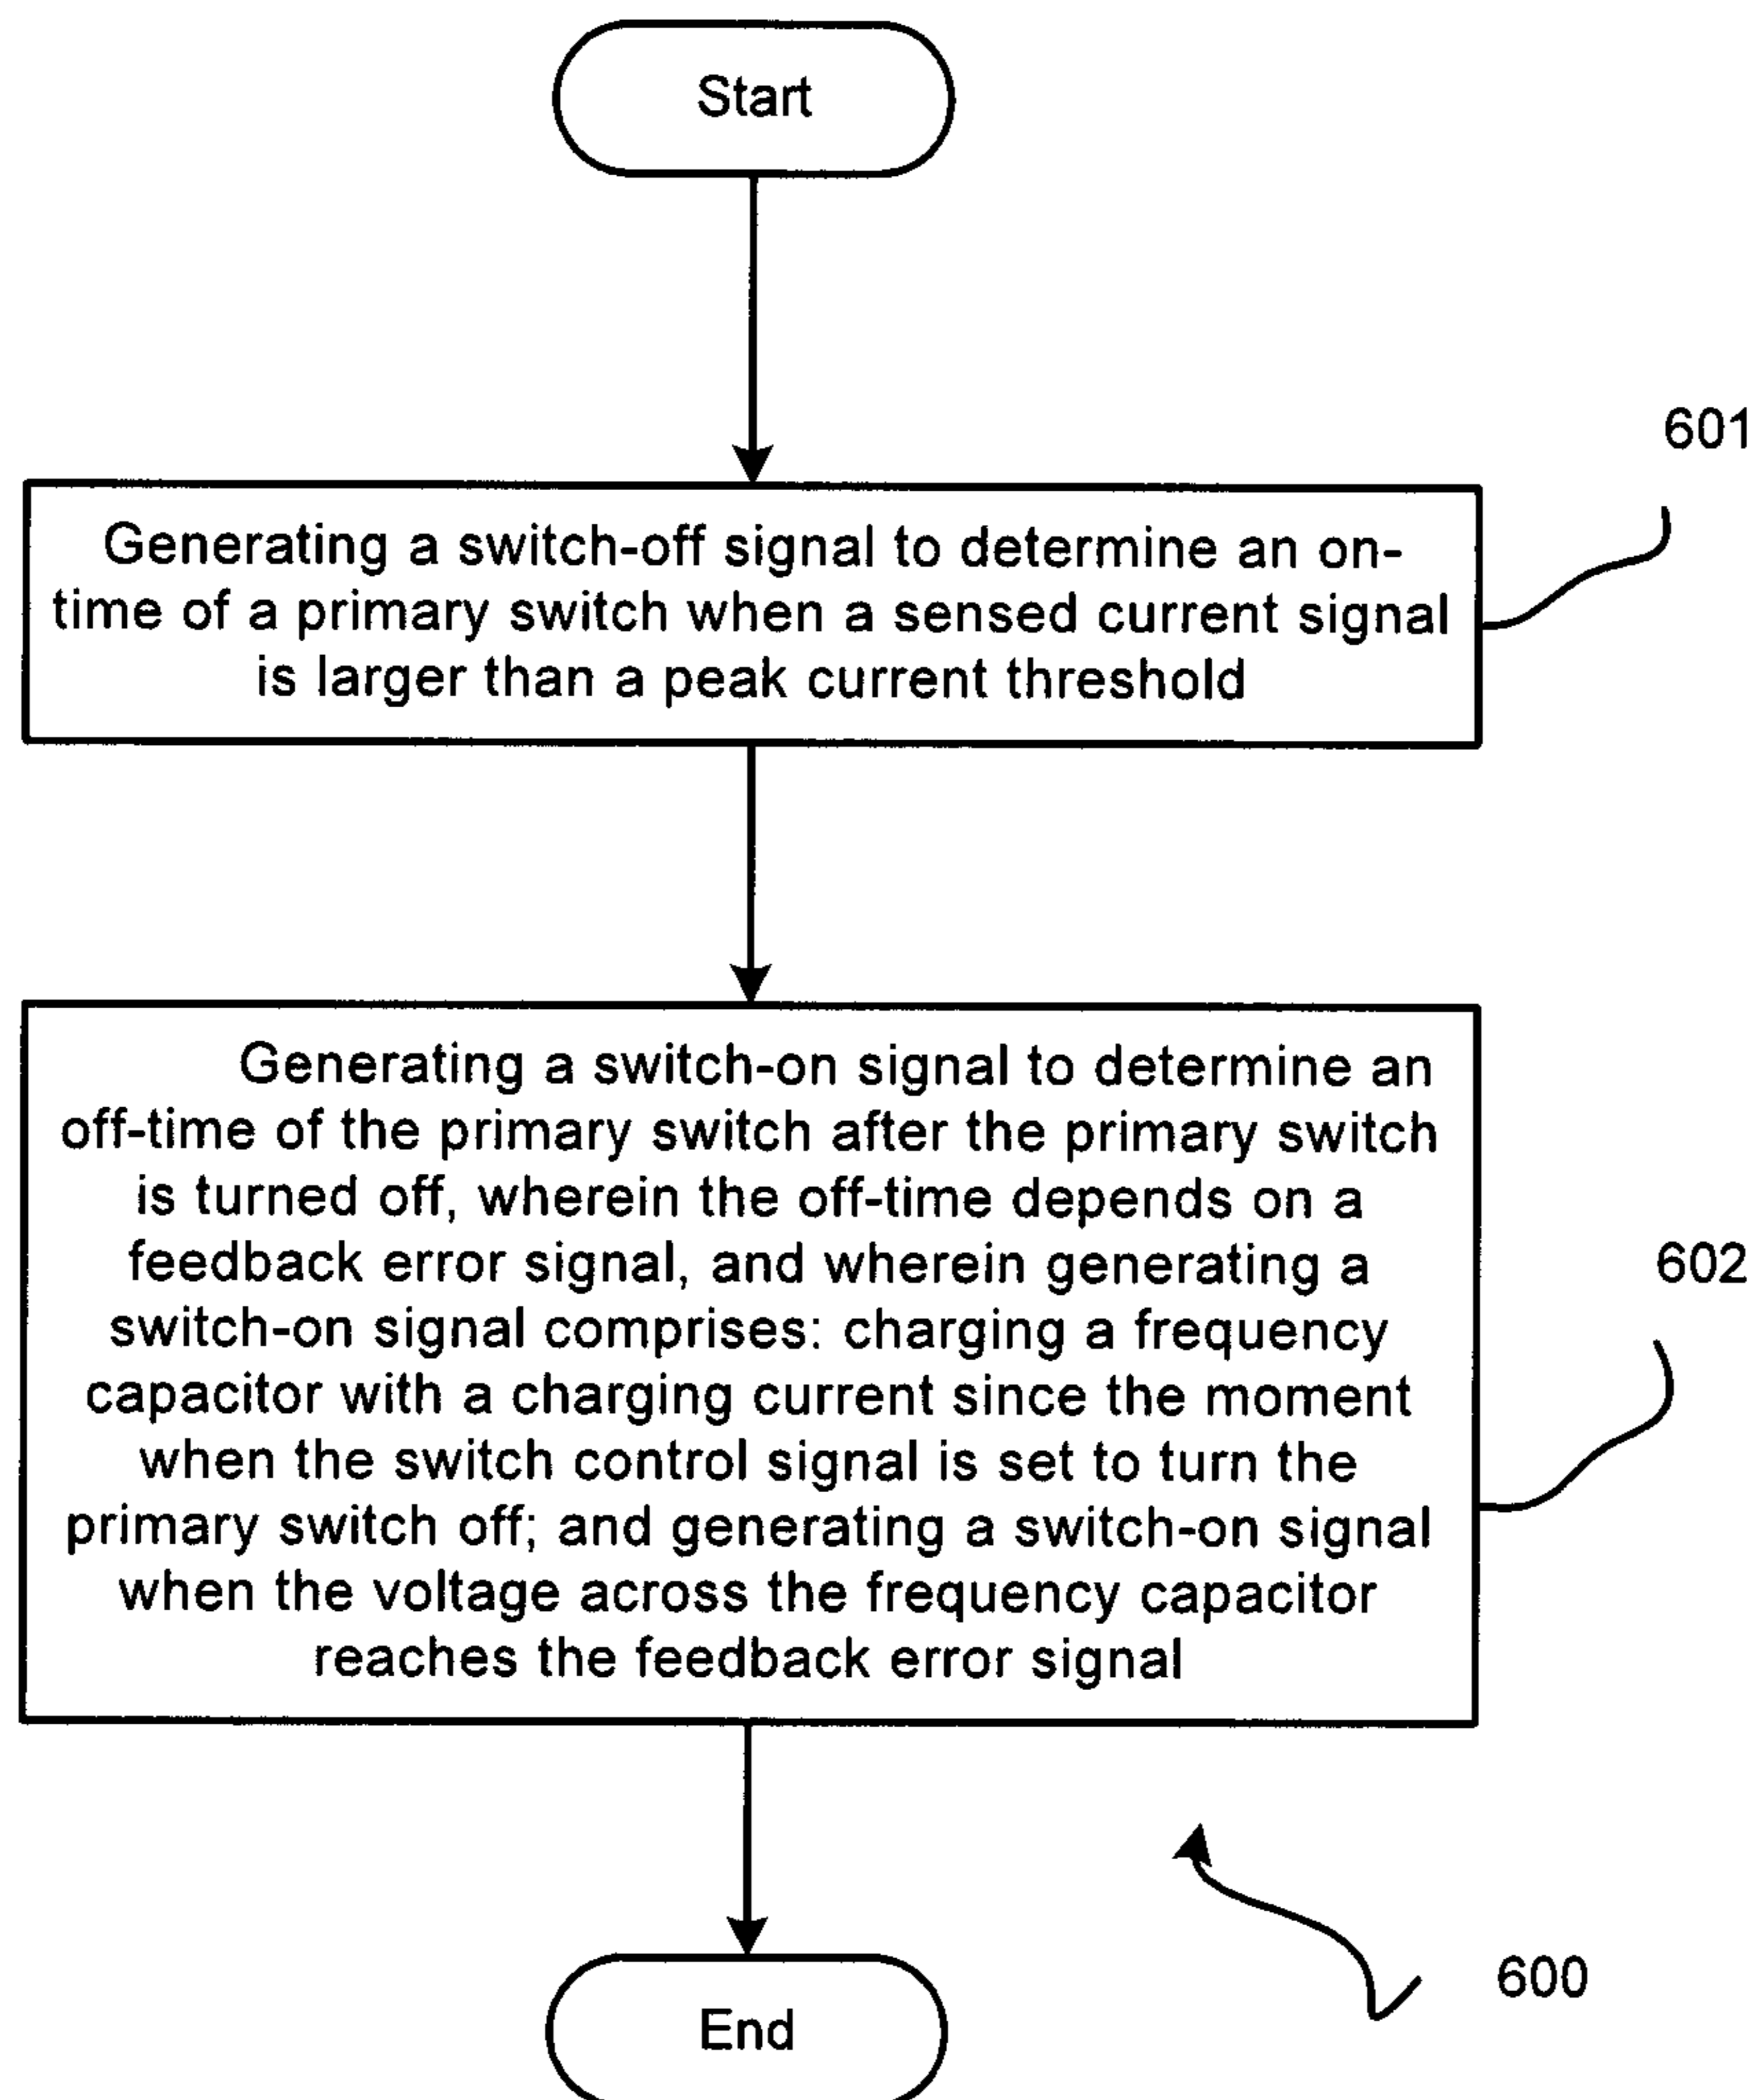 Start
601
Generating a switch-off signal to determine an on-
time of a primary switch when a sensed current signal
is larger than a peak current threshold
Generating a switch-on signal to determine an
off-time of the primary switch after the primary switch
is turned off, wherein the off-time depends on a
feedback error signal, and wherein generating a
switch-on signal comprises: charging a frequency
capacitor with a charging current since the moment
when the switch control signal is set to turn the
primary switch off; and generating a switch-on signal
when the voltage across the frequency capacitor
reaches the feedback error signal
602
600
End